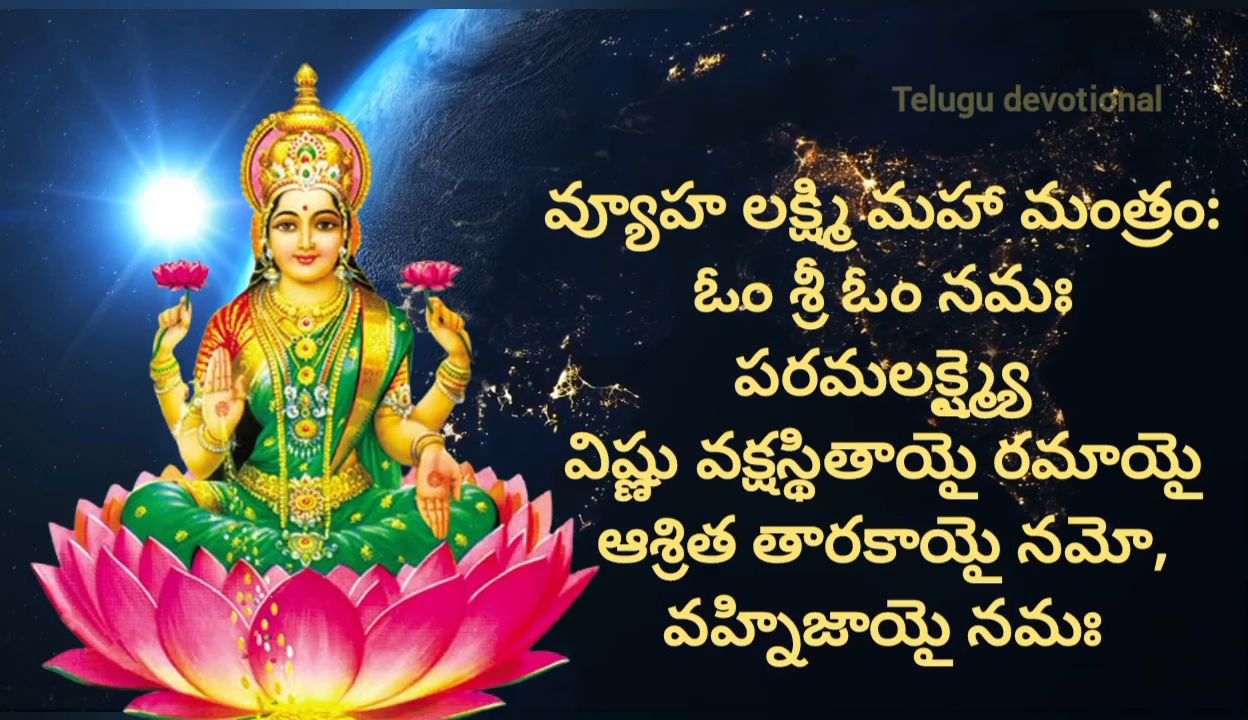 Telugu devotional
వ్యూహ లక్ష్మి మహా మంత్రం:
ఓం శ్రీ ఓం నమః
పరమలక్ష్మ్యై
విష్ణు వక్షస్థితాయై రమాయై
ఆశ్రిత తారకాయై నమో,
వహ్నిజాయై నమః